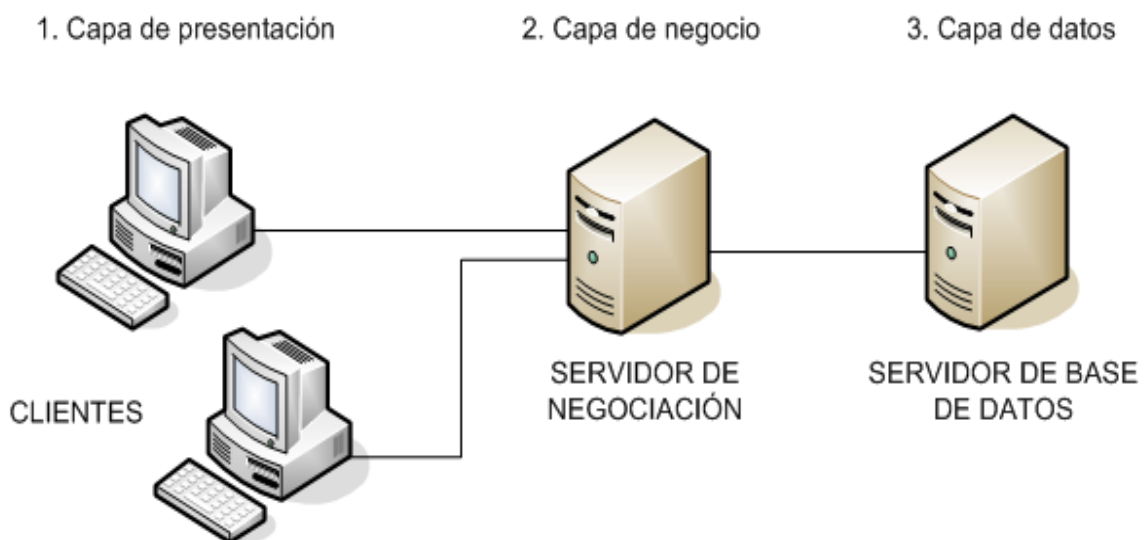 1. Capa de presentación
2. Capa de negocio
3. Capa de datos
SERVIDOR DE
NEGOCIACIÓN
SERVIDOR DE BASE
DE DATOS
CLIENTES